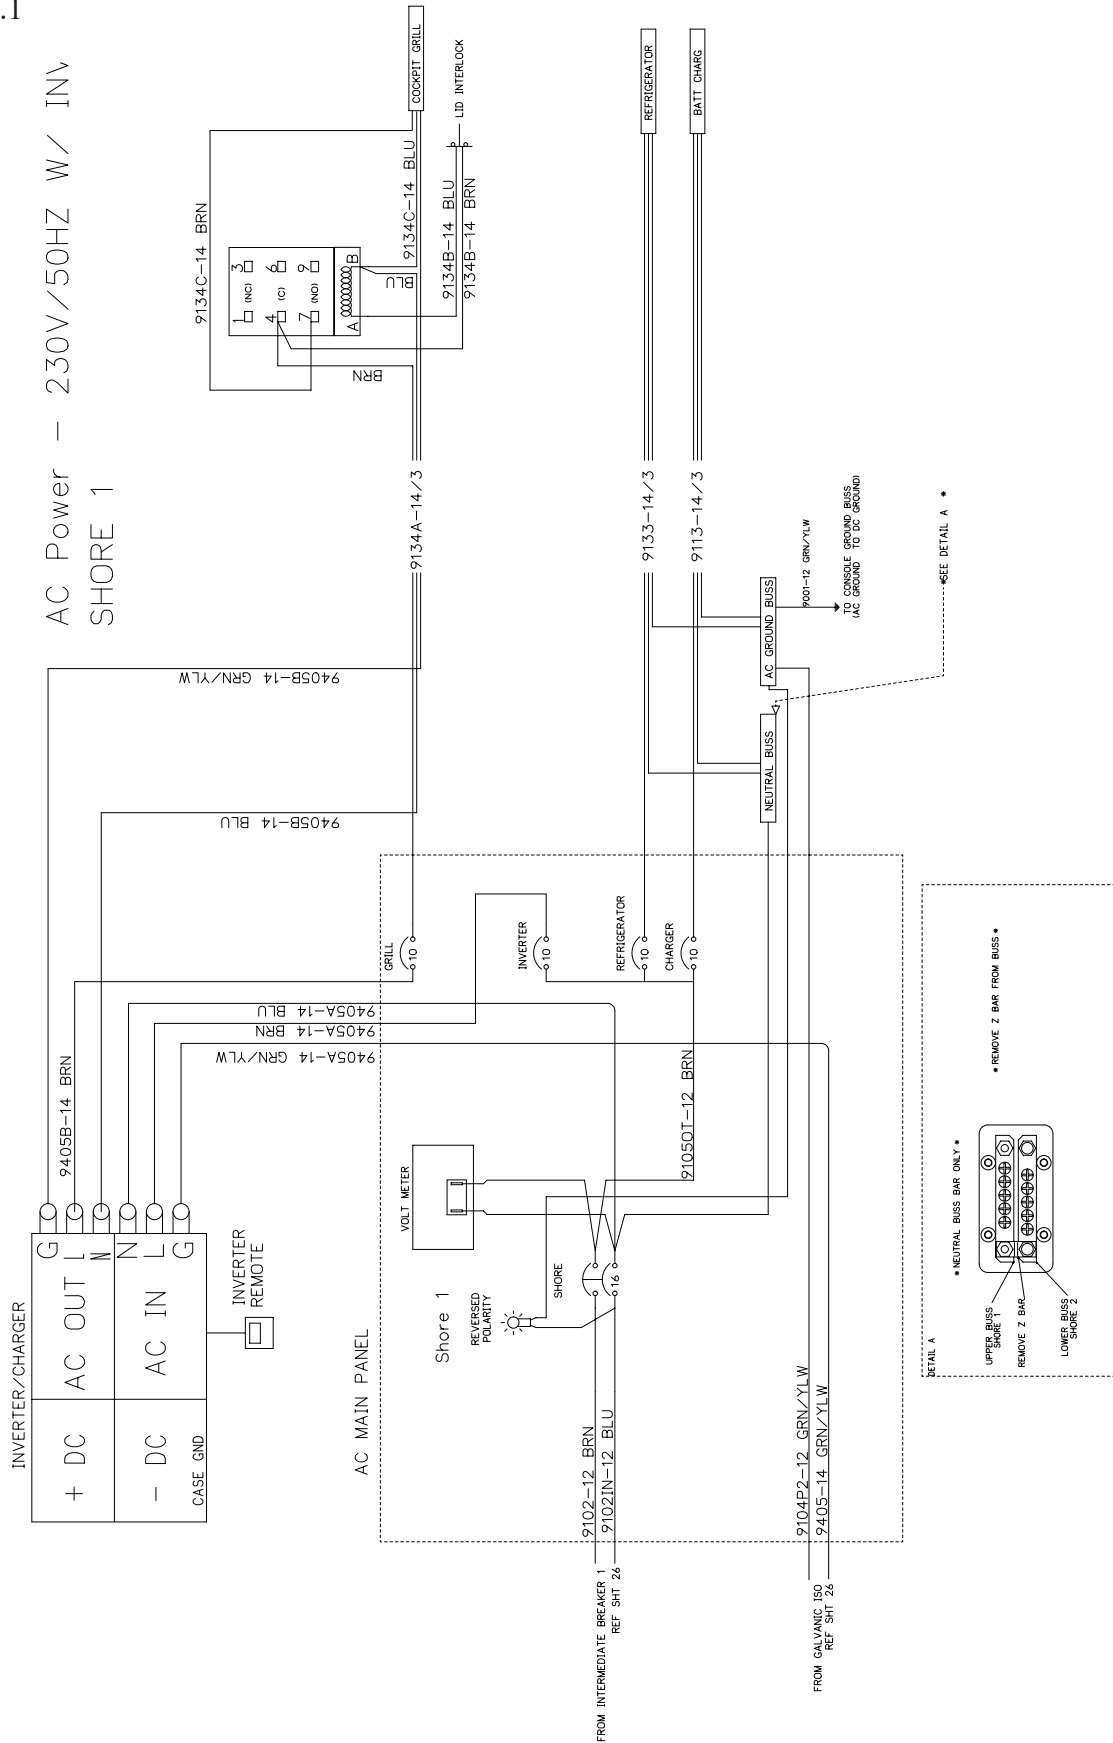 .1
AC Power - 230V/50HZ W/ INV
SHORE 1
INVERTER/CHARGER
+ DC
AC OUT
G
L
N
- DC
AC IN
N
L
G
CASE GND
INVERTER
REMOTE
9405B-14 BRN
9405A-14 BLU
9405A-14 BRN
9405A-14 GRN/YLW
9405B-14 BLU
9405B-14 GRN/YLW
9134C-14 BRN
1
3
(NC)
4
6
(C)
7
9
(NO)
A
B
BRN
BLU
9134C-14 BLU
COCKPIT GRILL
9134B-14 BLU
9134B-14 BRN
LID INTERLOCK
9134A-14/3
AC MAIN PANEL
VOLT METER
Shore 1
REVERSED
POLARITY
SHORE
16
GRILL
10
INVERTER
10
REFRIGERATOR
10
CHARGER
10
9105OT-12 BRN
9133-14/3
REFRIGERATOR
9113-14/3
BATT CHARG
9102-12 BRN
9102IN-12 BLU
FROM INTERMEDIATE BREAKER 1
REF SHT 26
9104P2-12 GRN/YLW
9405-14 GRN/YLW
FROM GALVANIC ISO
REF SHT 26
NEUTRAL BUSS
AC GROUND BUSS
9001-12 GRN/YLW
TO CONSOLE GROUND BUSS
(AC GROUND TO DC GROUND)
*SEE DETAIL A *
DETAIL A
* NEUTRAL BUSS BAR ONLY *
* REMOVE Z BAR FROM BUSS *
UPPER BUSS
SHORE 1
REMOVE Z BAR
LOWER BUSS
SHORE 2